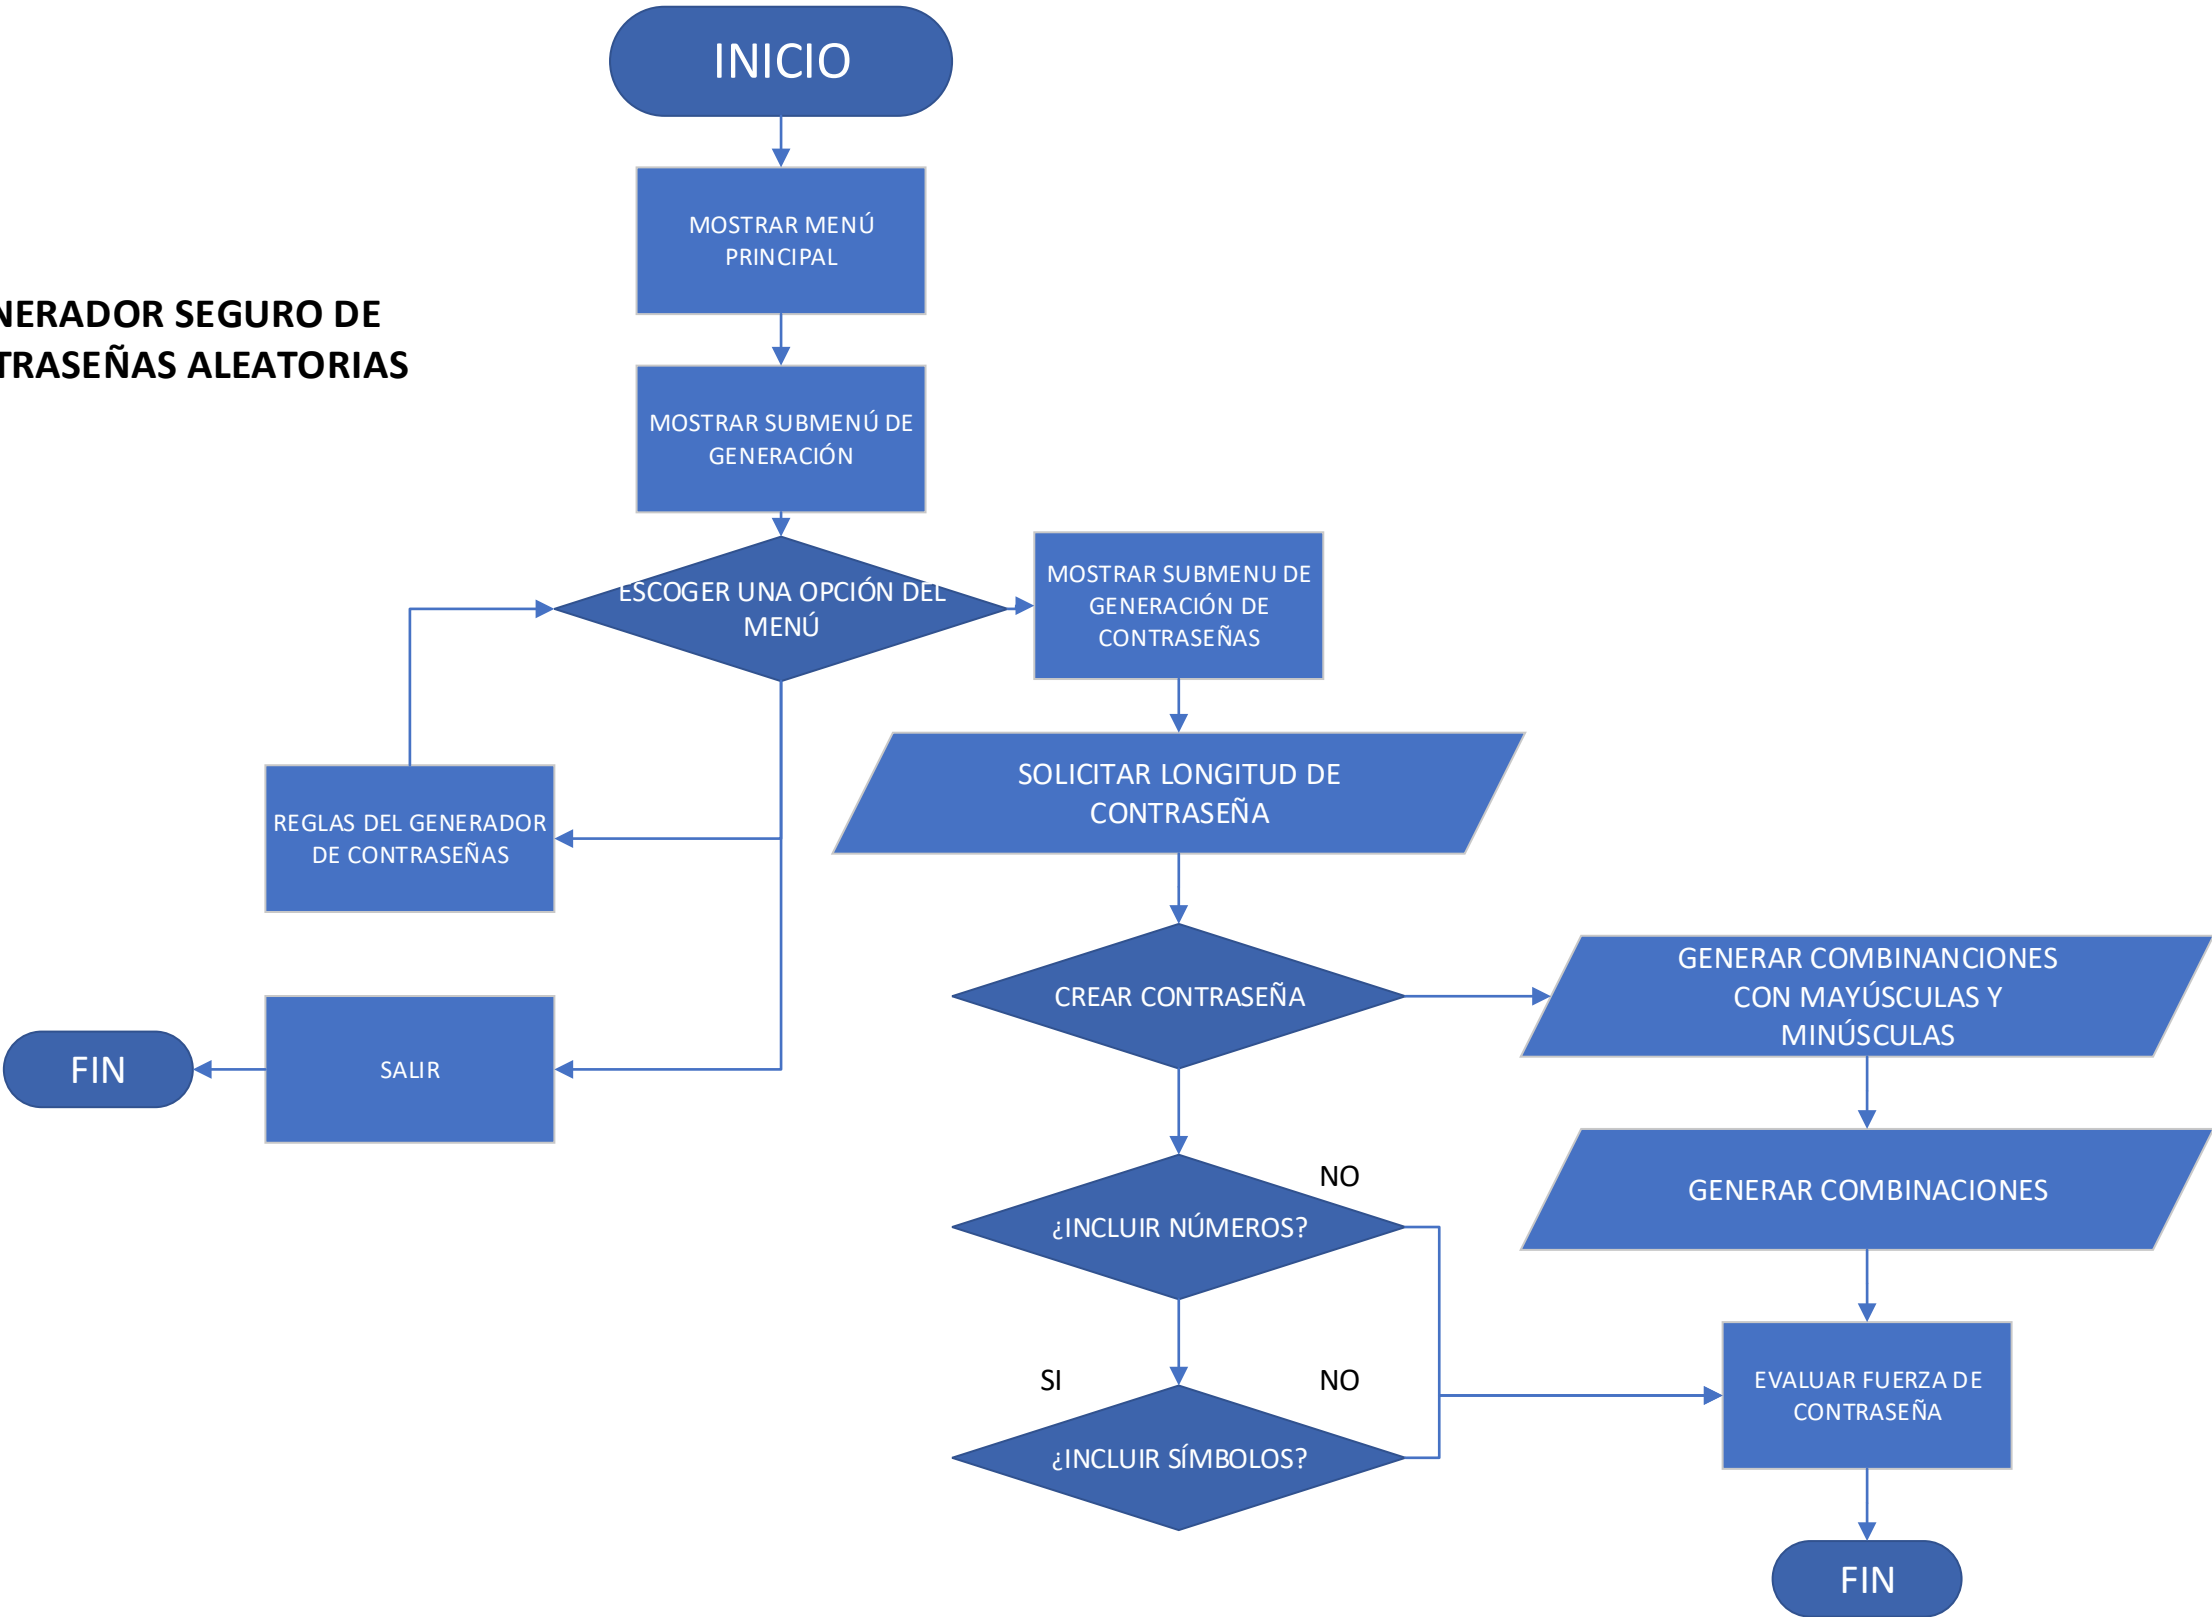 INICIO
MOSTRAR MENÚ
PRINCIPAL
NERADOR SEGURO DE
TRASEÑAS ALEATORIAS
MOSTRAR SUBMENÚ DE
GENERACIÓN
ESCOGER UNA OPCIÓN DEL
MENÚ
MOSTRAR SUBMENU DE
GENERACIÓN DE
CONTRASEÑAS
SOLICITAR LONGITUD DE
CONTRASEÑA
REGLAS DEL GENERADOR
DE CONTRASEÑAS
CREAR CONTRASEÑA
GENERAR COMBINANCIONES
CON MAYÚSCULAS Y
MINÚSCULAS
FIN
SALIR
NO
¿INCLUIR NÚMEROS?
GENERAR COMBINACIONES
SI
NO
¿INCLUIR SÍMBOLOS?
EVALUAR FUERZA DE
CONTRASEÑA
FIN